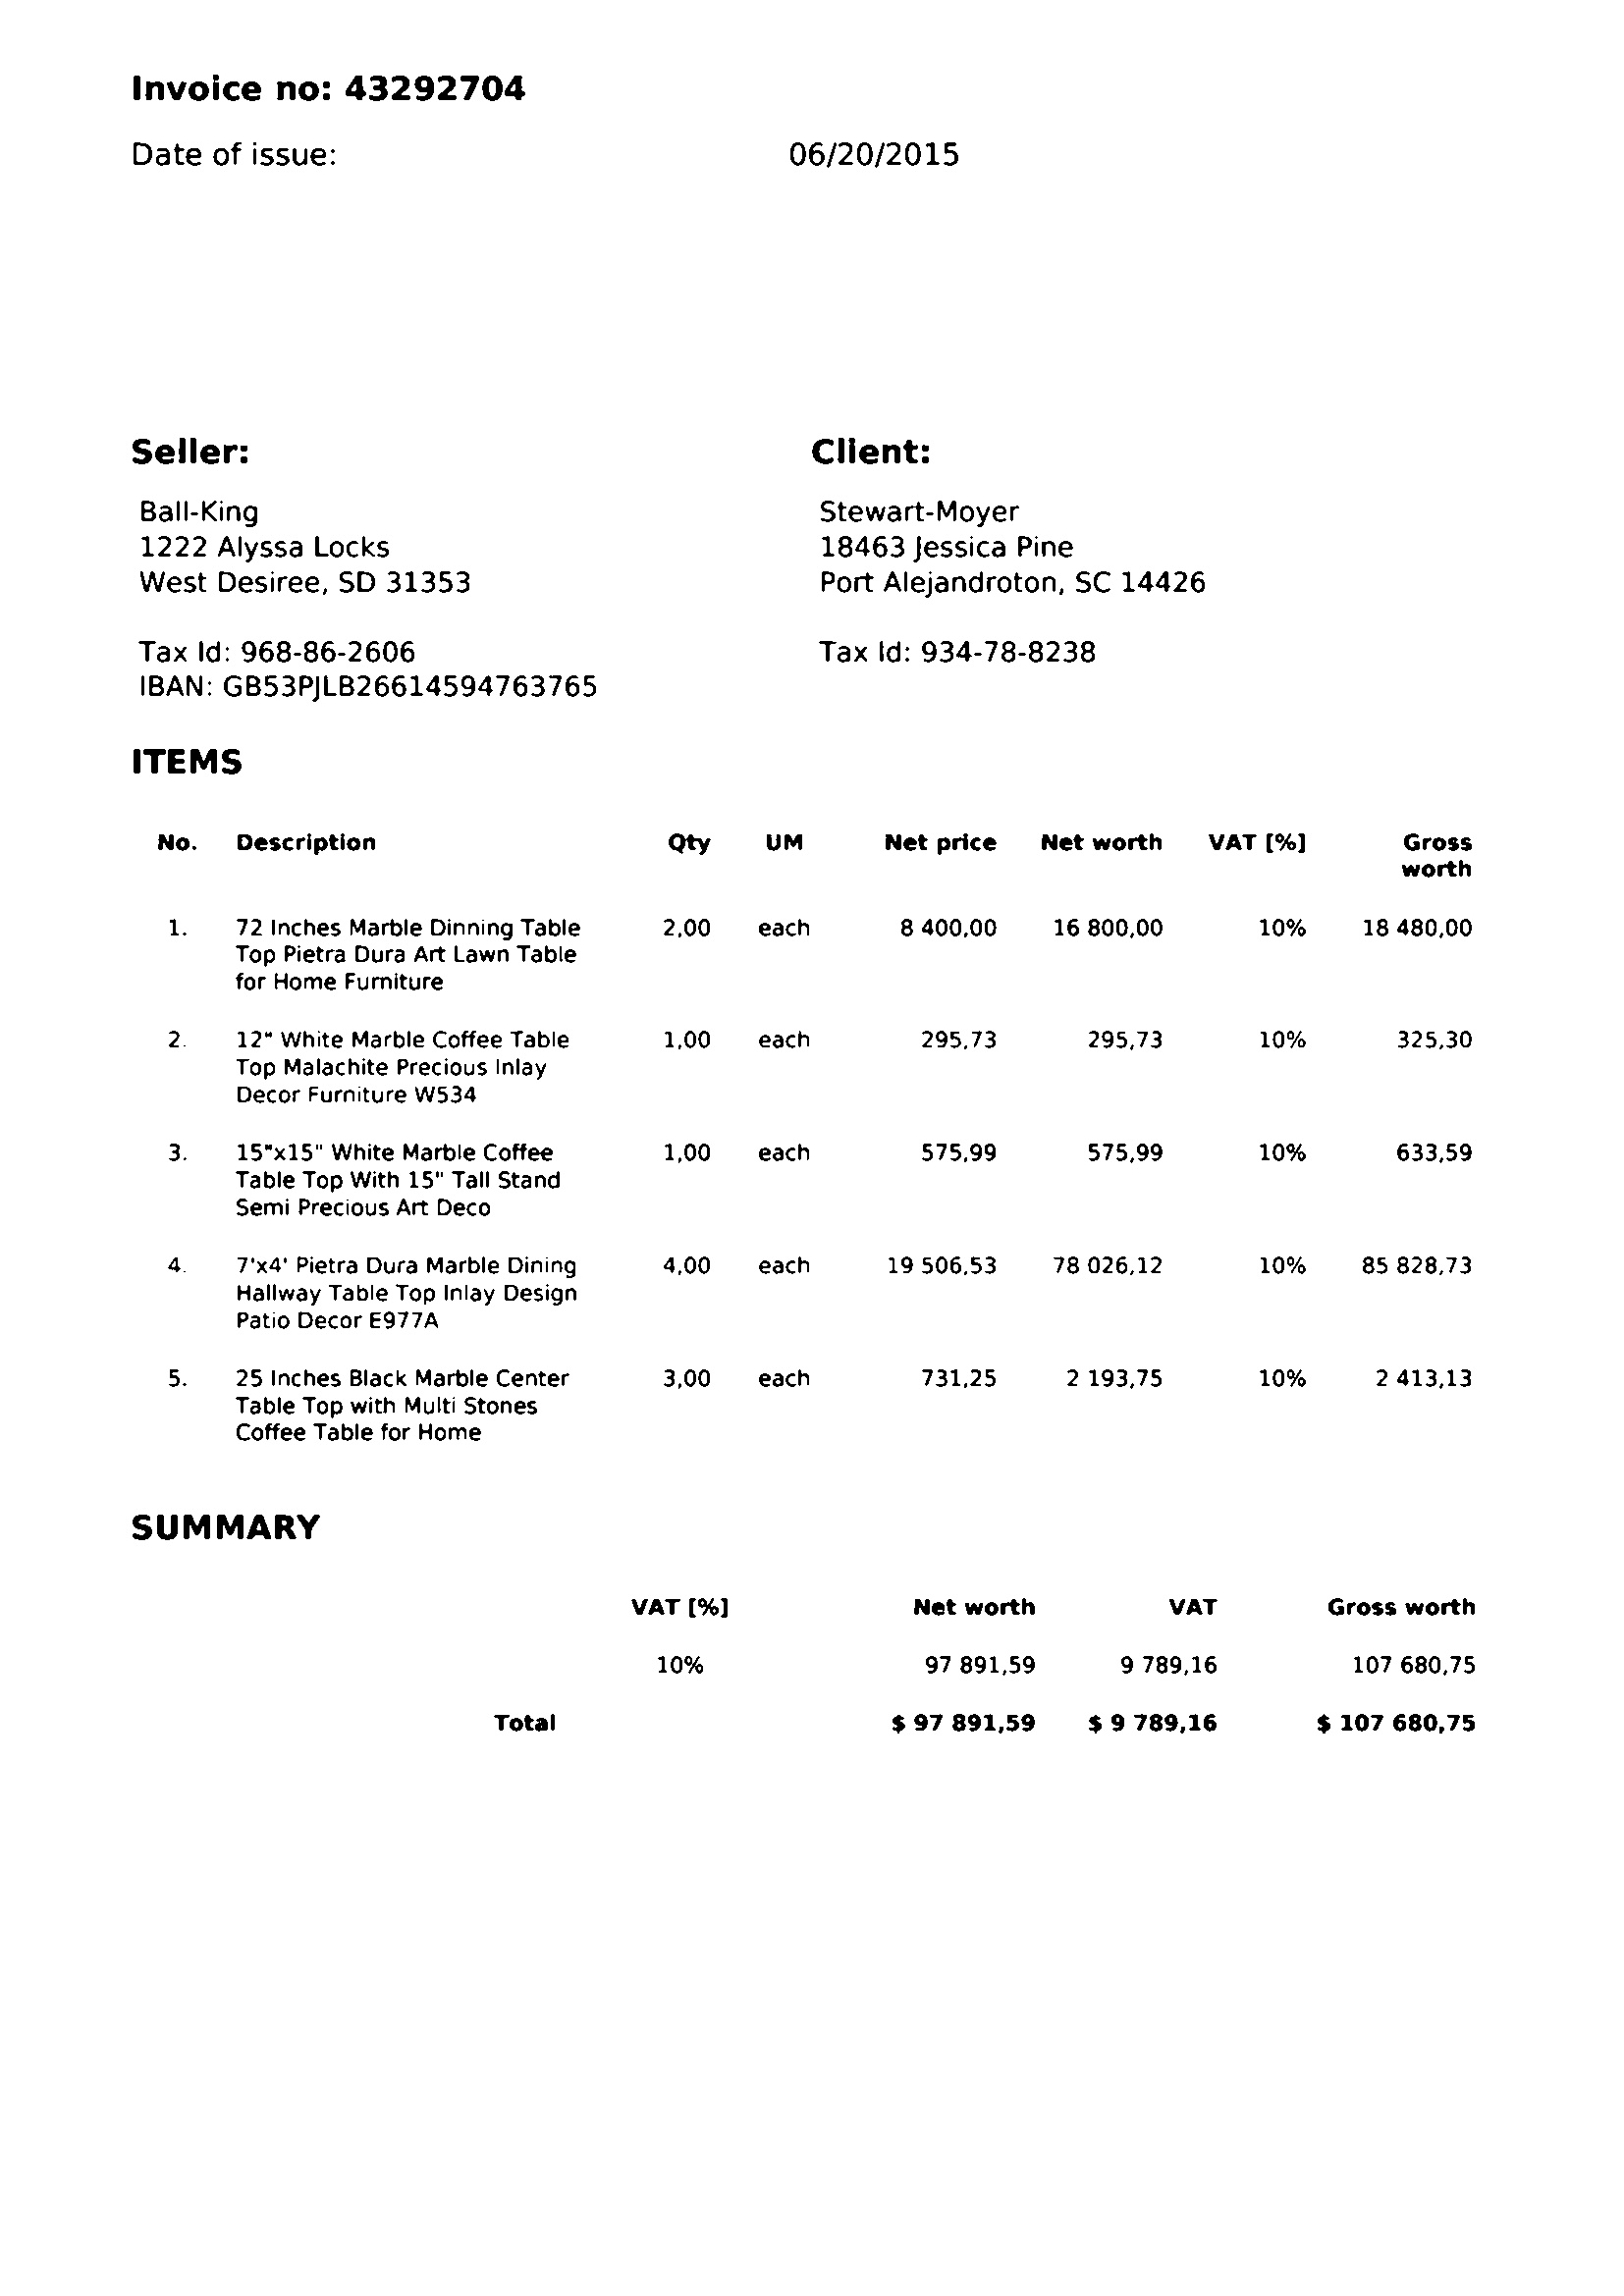 Invoice no: 43292704
Date of issue: 06/20/2015
Seller: Client:
Ball-King Stewart-Moyer
1222 Alyssa Locks 18463 Jessica Pine
West Desiree, SD 31353 Port Alejandroton, SC 14426
Tax Id: 968-86-2606 Tax Id: 934-78-8238
IBAN: GB53PJLB26614594763765
ITEMS
No. Description Qty UM Net price Net worth VAT [%] Gross
worth
1. 72 Inches Marble Dinning Table 2,00 each 8 400,00 16 800,00 10% 18 480,00
Top Pietra Dura Art Lawn Table
for Home Furniture
2. 12" White Marble Coffee Table 1,00 each 295,73 295,73 10% 325,30
Top Malachite Precious Inlay
Decor Furniture W534
3. 15"x15" White Marble Coffee 1,00 each 575,99 575,99 10% 633,59
Table Top With 15" Tall Stand
Semi Precious Art Deco
4. 7'x4' Pietra Dura Marble Dining 4,00 each 19 506,53 78 026,12 10% 85 828,73
Hallway Table Top Inlay Design
Patio Decor E977A
5. 25 Inches Black Marble Center 3,00 each 731,25 2 193,75 10% 2 413,13
Table Top with Multi Stones
Coffee Table for Home
SUMMARY
VAT [%] Net worth VAT Gross worth
10% 97 891,59 9 789,16 107 680,75
Total $ 97 891,59 $ 9 789,16 $ 107 680,75